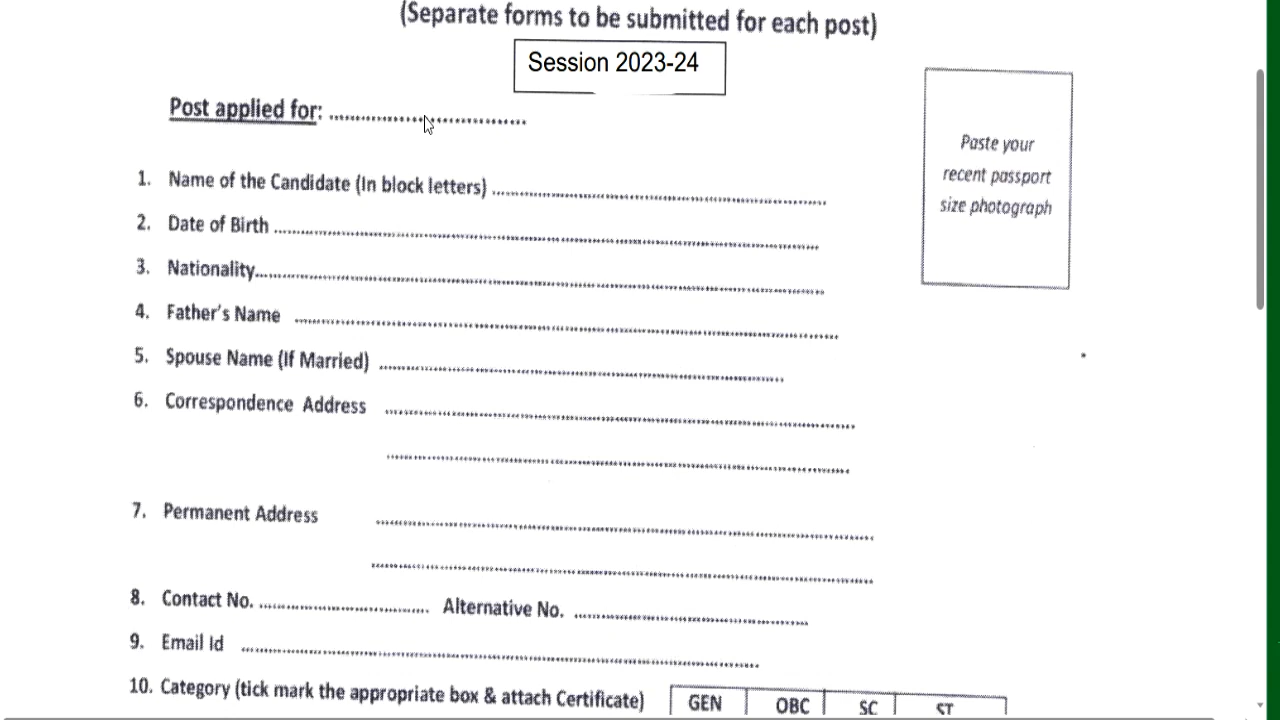 (Separate forms to be submitted for each post)
Session 2023-24
Post applied for: ......................................
Paste your
recent passport
size photograph
1. Name of the Candidate (In block letters) ......................................
2. Date of Birth ......................................
3. Nationality......................................
4. Father's Name ......................................
5. Spouse Name (If Married) ......................................
6. Correspondence Address ......................................
......................................
7. Permanent Address ......................................
......................................
8. Contact No. ...................................... Alternative No. ......................................
9. Email Id ......................................
10. Category (tick mark the appropriate box & attach Certificate) GEN OBC SC ST